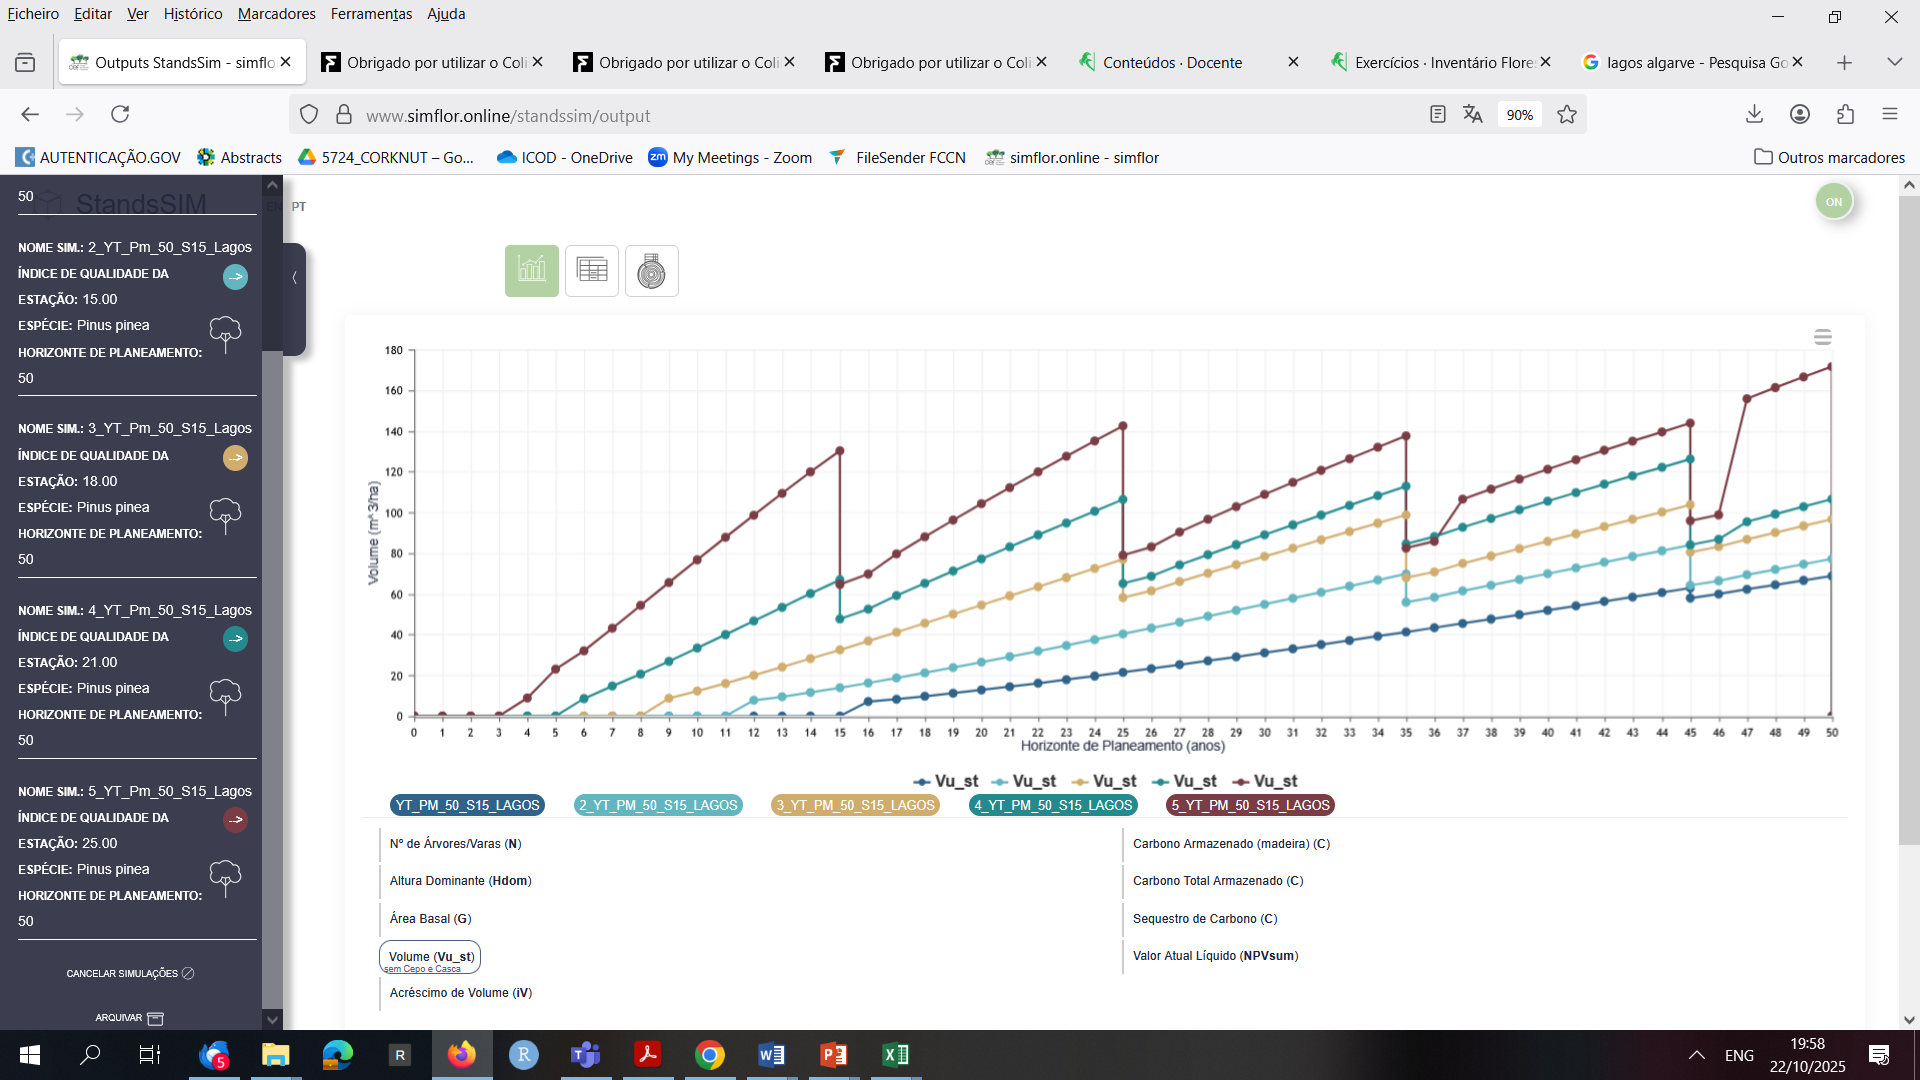 Ficheiro Editar Ver Histórico Marcadores Ferramentas Ajuda
Outputs StandsSim - simflo
Obrigado por utilizar o Coli
Obrigado por utilizar o Coli
Obrigado por utilizar o Coli
Conteúdos · Docente
Exercícios · Inventário Flore
lagos algarve - Pesquisa Go
www.simflor.online/standssim/output
90%
AUTENTICAÇÃO.GOV
Abstracts
5724_CORKNUT – Go...
ICOD - OneDrive
zm My Meetings - Zoom
FileSender FCCN
simflor.online - simflor
Outros marcadores
StandsSIM
EN PT
ON
50
NOME SIM.: 2_YT_Pm_50_S15_Lagos
ÍNDICE DE QUALIDADE DA
ESTAÇÃO: 15.00
-->
ESPÉCIE: Pinus pinea
HORIZONTE DE PLANEAMENTO:
50
NOME SIM.: 3_YT_Pm_50_S15_Lagos
ÍNDICE DE QUALIDADE DA
ESTAÇÃO: 18.00
-->
ESPÉCIE: Pinus pinea
HORIZONTE DE PLANEAMENTO:
50
NOME SIM.: 4_YT_Pm_50_S15_Lagos
ÍNDICE DE QUALIDADE DA
ESTAÇÃO: 21.00
-->
ESPÉCIE: Pinus pinea
HORIZONTE DE PLANEAMENTO:
50
NOME SIM.: 5_YT_Pm_50_S15_Lagos
ÍNDICE DE QUALIDADE DA
ESTAÇÃO: 25.00
-->
ESPÉCIE: Pinus pinea
HORIZONTE DE PLANEAMENTO:
50
CANCELAR SIMULAÇÕES
ARQUIVAR
180
160
140
120
100
80
60
40
20
0
Volume (m^3/ha)
0 1 2 3 4 5 6 7 8 9 10 11 12 13 14 15 16 17 18 19 20 21 22 23 24 25 26 27 28 29 30 31 32 33 34 35 36 37 38 39 40 41 42 43 44 45 46 47 48 49 50
Horizonte de Planeamento (anos)
Vu_st Vu_st Vu_st Vu_st Vu_st
YT_PM_50_S15_LAGOS 2_YT_PM_50_S15_LAGOS 3_YT_PM_50_S15_LAGOS 4_YT_PM_50_S15_LAGOS 5_YT_PM_50_S15_LAGOS
Nº de Árvores/Varas (N)
Altura Dominante (Hdom)
Área Basal (G)
Volume (Vu_st)
sem Cepo e Casca
Acréscimo de Volume (iV)
Carbono Armazenado (madeira) (C)
Carbono Total Armazenado (C)
Sequestro de Carbono (C)
Valor Atual Líquido (NPVsum)
5
R
R
ENG
19:58
22/10/2025